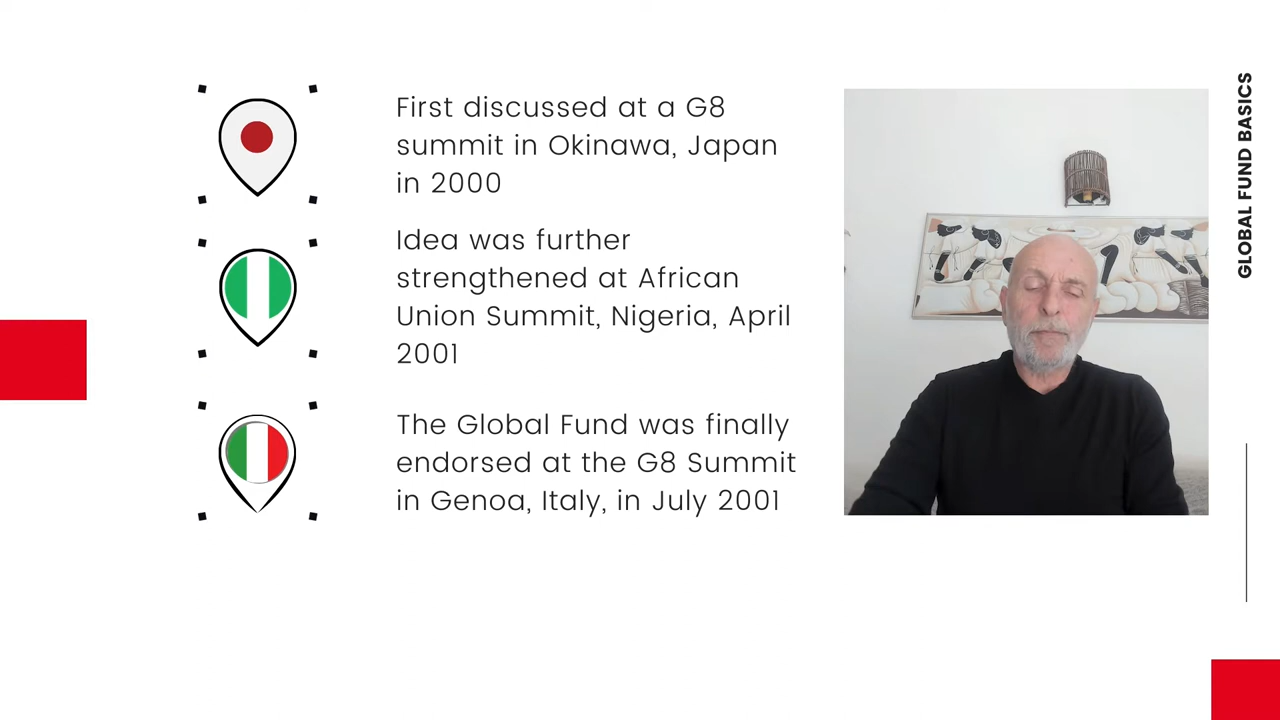 First discussed at a G8
summit in Okinawa, Japan
in 2000
Idea was further
strengthened at African
Union Summit, Nigeria, April
2001
The Global Fund was finally
endorsed at the G8 Summit
in Genoa, Italy, in July 2001
GLOBAL FUND BASICS